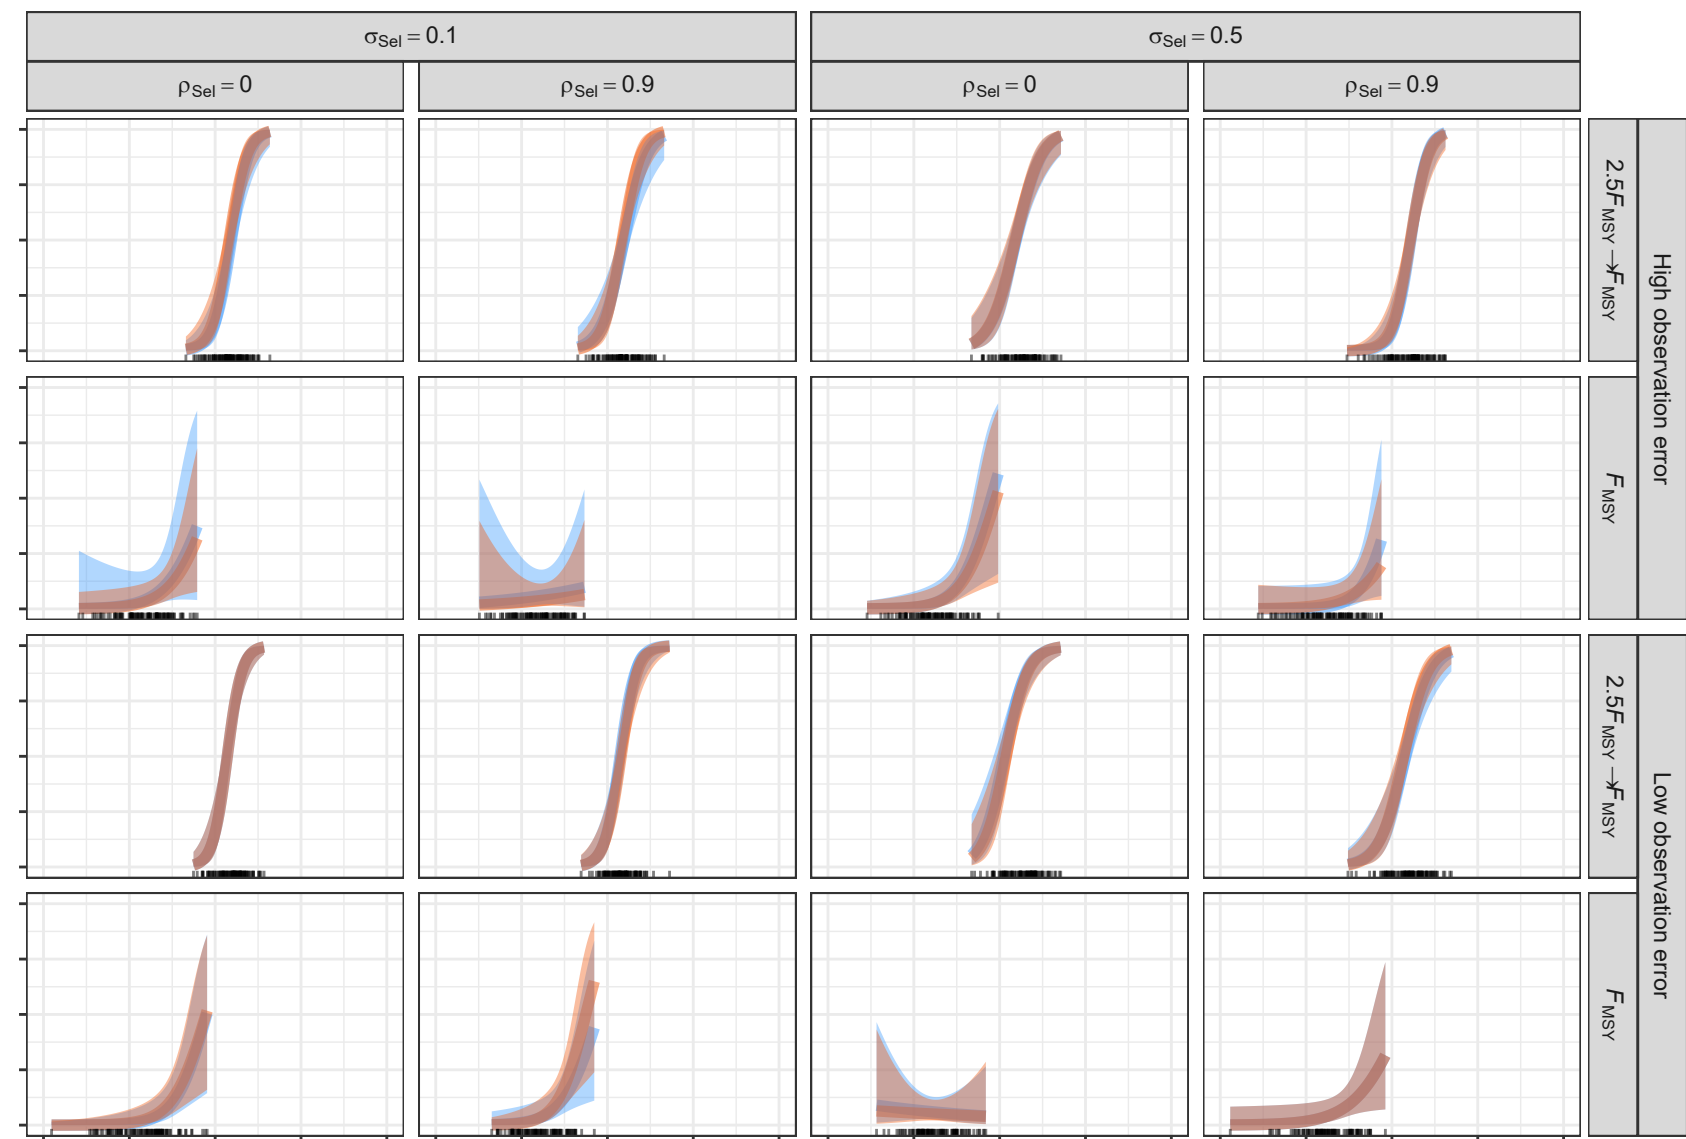 σSel = 0.1
σSel = 0.5
ρSel = 0
ρSel = 0.9
ρSel = 0
ρSel = 0.9
2.5FMSY→FMSY
High observation error
FMSY
2.5FMSY→FMSY
Low observation error
FMSY